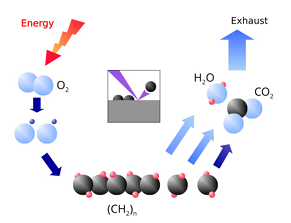 Energy
Exhaust
O₂
H₂O
CO₂
(CH₂)ₙ